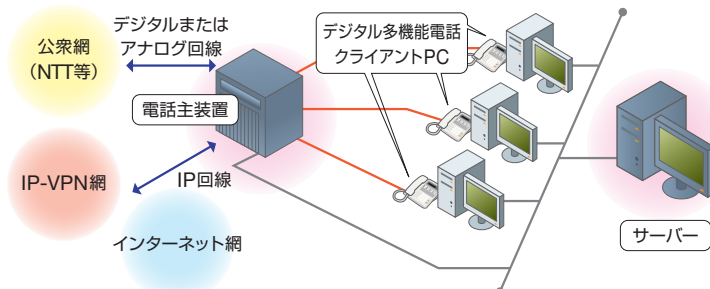 公衆網
（NTT等）
デジタルまたは
アナログ回線
デジタル多機能電話
クライアントPC
電話主装置
IP-VPN網
IP回線
インターネット網
サーバー